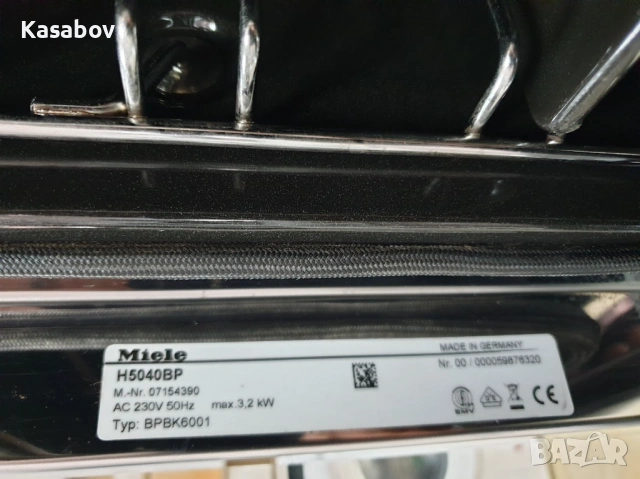 Kasabov
Miele
MADE IN GERMANY
H5040BP
Nr. 00 / 000059876320
M.-Nr. 07154390
AC 230V 50Hz max.3,2 kW
Typ: BPBK6001
EMV
BAZAR